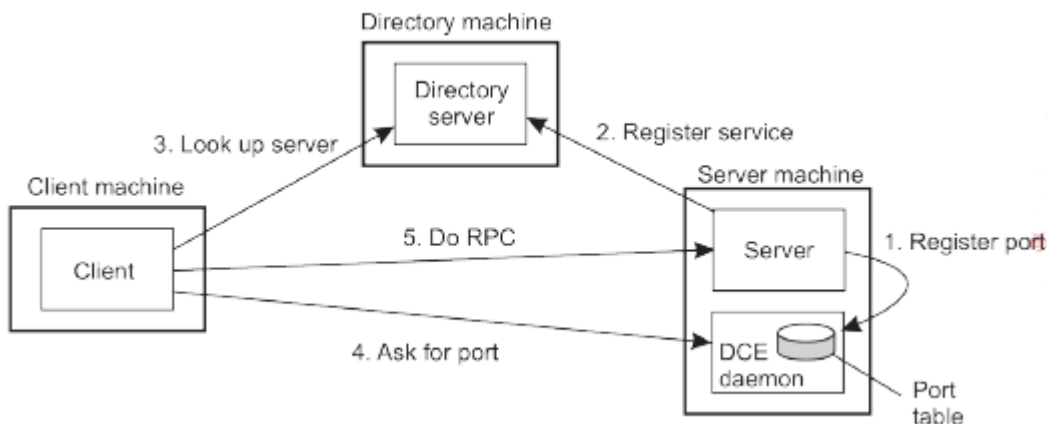 Directory machine
Directory
server
3. Look up server
2. Register service
Client machine
Server machine
Client
5. Do RPC
Server
1. Register port
4. Ask for port
DCE
daemon
Port
table